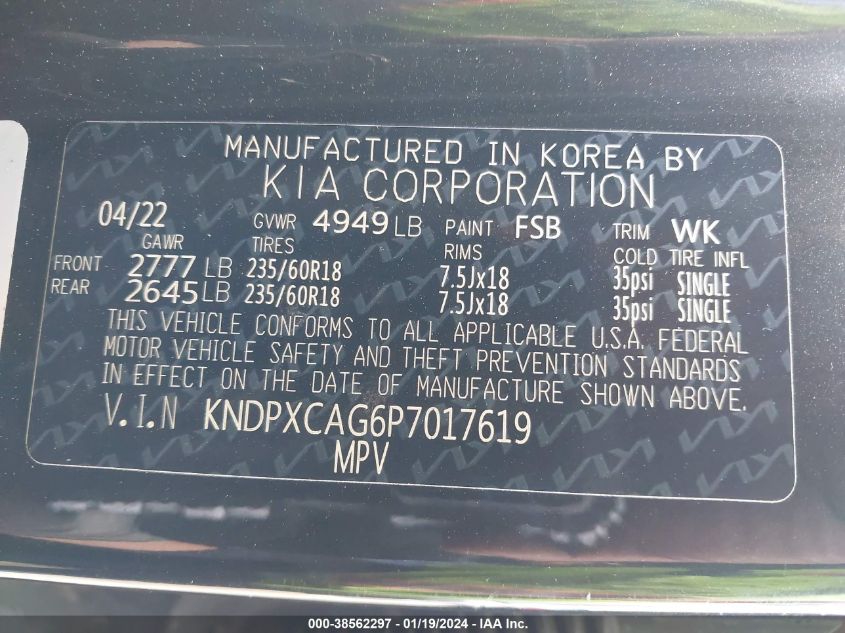 MANUFACTURED IN KOREA BY
KIA CORPORATION
04/22 GVWR 4949 LB PAINT FSB TRIM WK
GAWR TIRES RIMS COLD TIRE INFL
FRONT 2777 LB 235/60R18 7.5Jx18 35psi SINGLE
REAR 2645 LB 235/60R18 7.5Jx18 35psi SINGLE
THIS VEHICLE CONFORMS TO ALL APPLICABLE U.S.A. FEDERAL
MOTOR VEHICLE SAFETY AND THEFT PREVENTION STANDARDS
IN EFFECT ON THE DATE OF MANUFACTURE SHOWN ABOVE.
V.I.N KNDPXCAG6P7017619
MPV
000-38562297 - 01/19/2024 - IAA Inc.